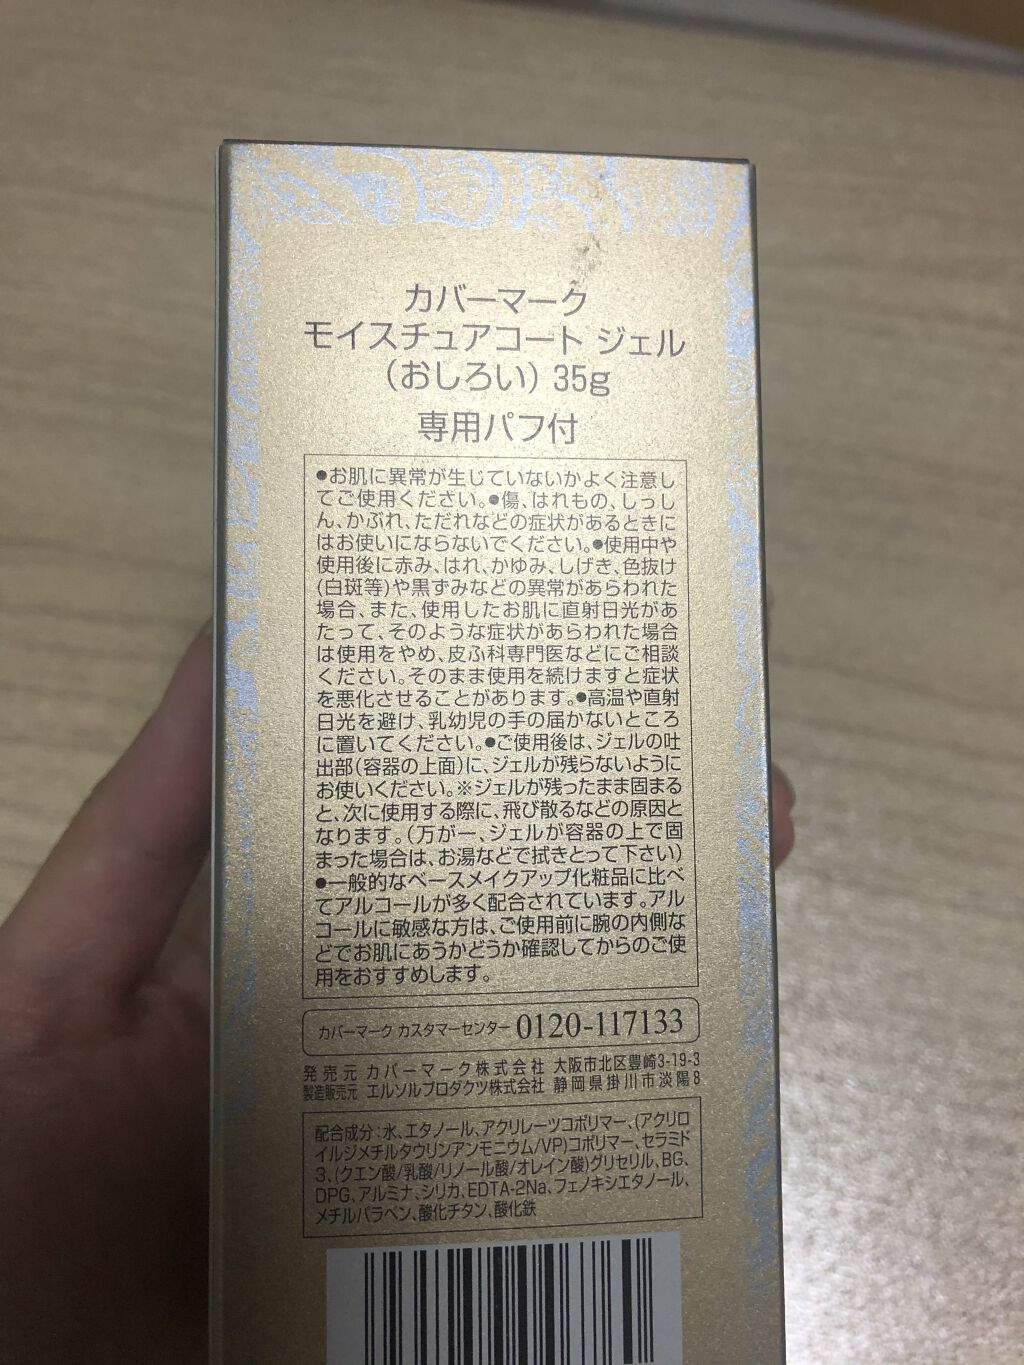 カバーマーク
モイスチュアコート ジェル
（おしろい）35g
専用パフ付
●お肌に異常が生じていないかよく注意し
てご使用ください。●傷、はれもの、しっし
ん、かぶれ、ただれなどの症状があるときに
はお使いにならないでください。●使用中や
使用後に赤み、はれ、かゆみ、しげき、色抜け
(白斑等)や黒ずみなどの異常があらわれた
場合、また、使用したお肌に直射日光があ
たって、そのような症状があらわれた場合
は使用をやめ、皮ふ科専門医などにご相談
ください。そのまま使用を続けますと症状
を悪化させることがあります。●高温や直射
日光を避け、乳幼児の手の届かないところ
に置いてください。●ご使用後は、ジェルの吐
出部(容器の上面)に、ジェルが残らないように
お使いください。※ジェルが残ったまま固まる
と、次に使用する際に、飛び散るなどの原因と
なります。(万が一、ジェルが容器の上で固
まった場合は、お湯などで拭きとって下さい)
●一般的なベースメイクアップ化粧品に比べ
てアルコールが多く配合されています。アル
コールに敏感な方は、ご使用前に腕の内側な
どでお肌にあうかどうか確認してからのご使
用をおすすめします。
カバーマーク カスタマーセンター 0120-117133
発売元 カバーマーク株式会社 大阪市北区豊崎3-19-3
製造販売元 エルソルプロダクツ株式会社 静岡県掛川市淡陽8
配合成分：水、エタノール、アクリレーツコポリマー、(アクリロ
イルジメチルタウリンアンモニウム/VP)コポリマー、セラミド
3、(クエン酸/乳酸/リノール酸/オレイン酸)グリセリル、BG、
DPG、アルミナ、シリカ、EDTA-2Na、フェノキシエタノール、
メチルパラベン、酸化チタン、酸化鉄